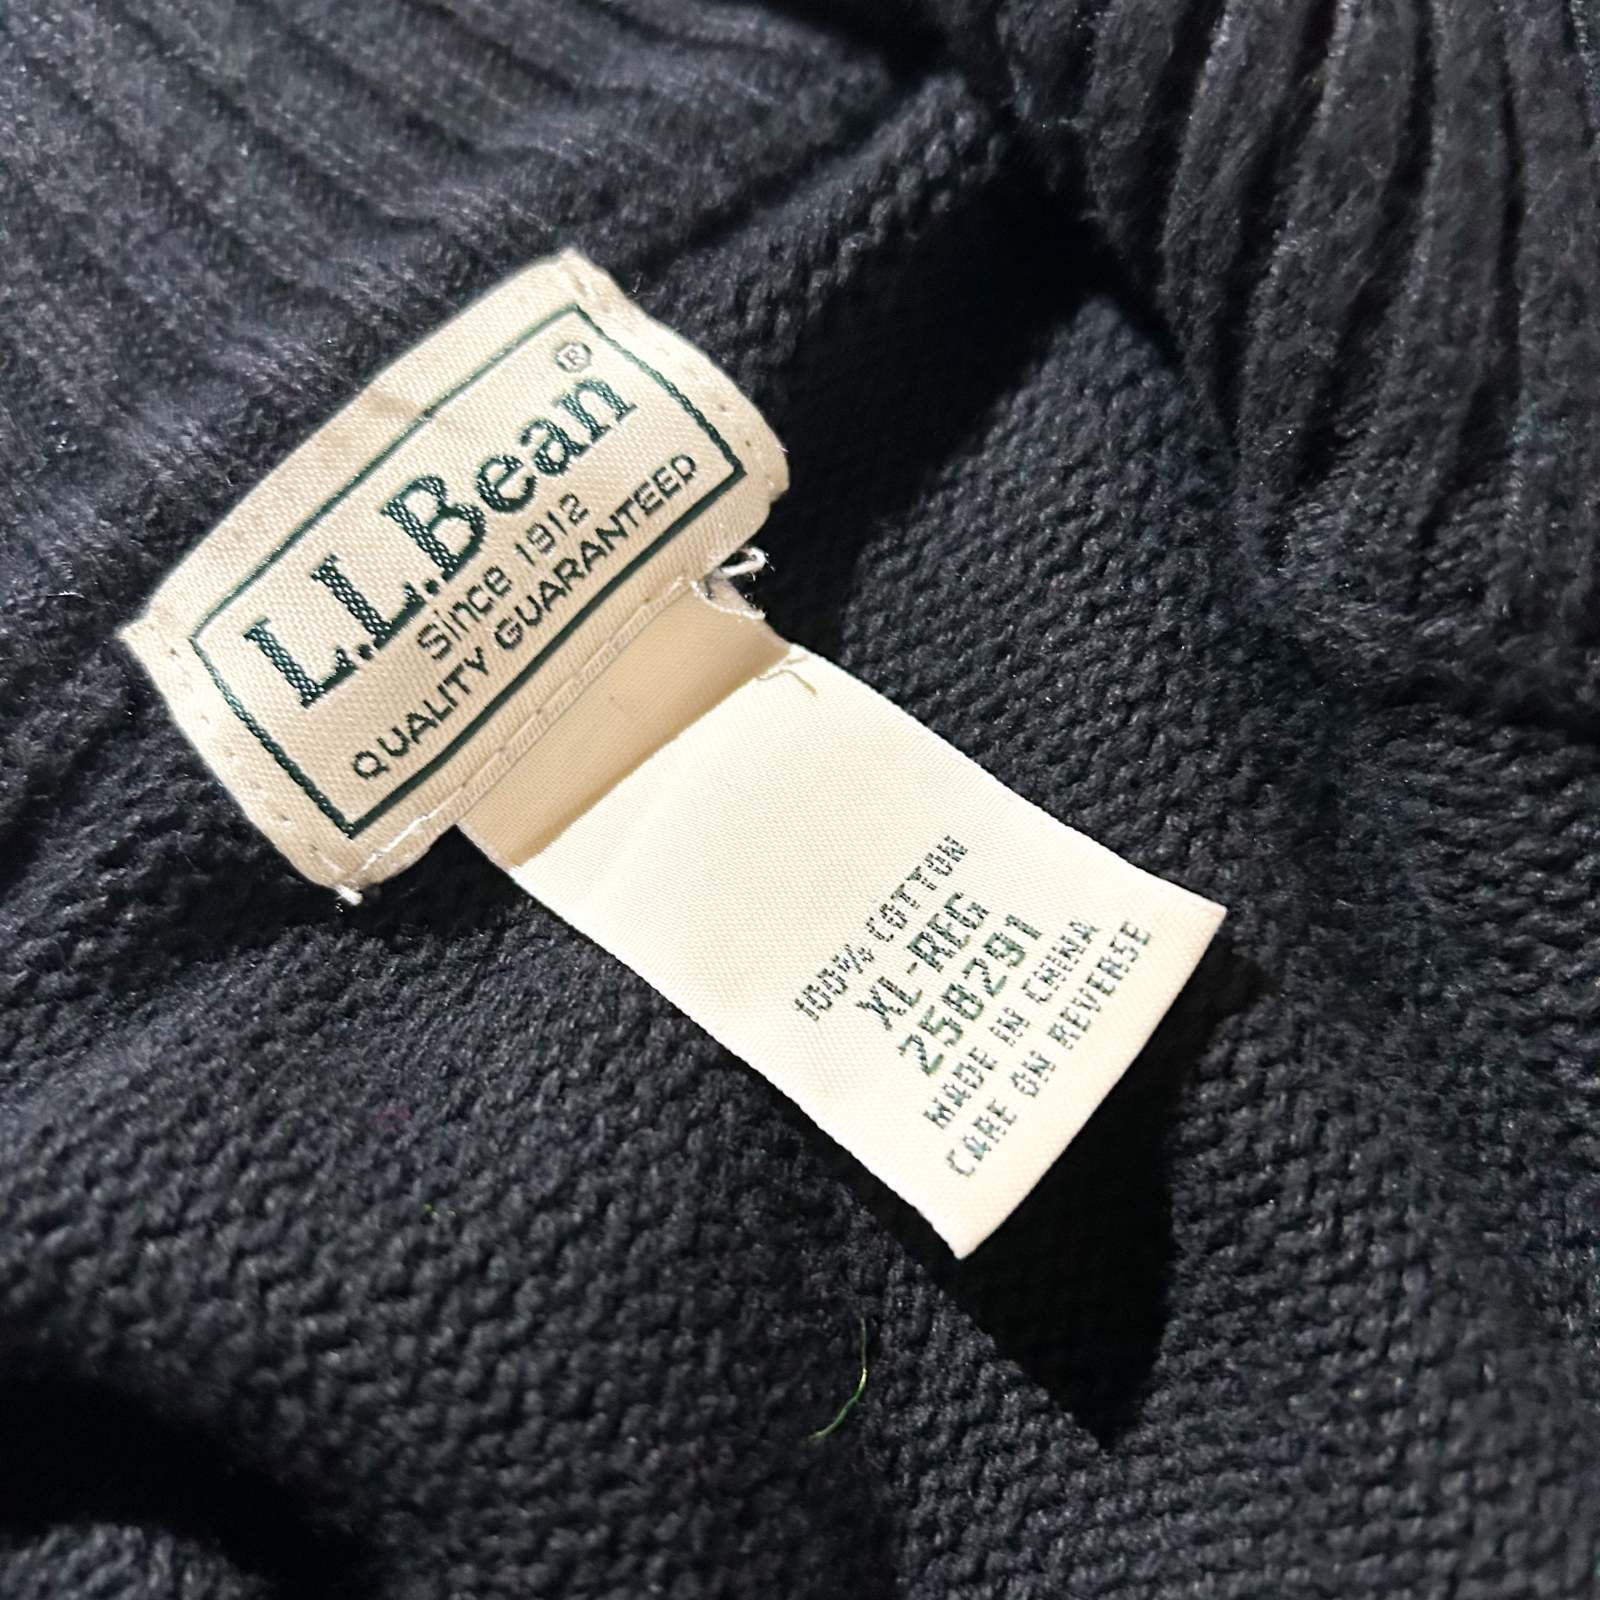 L.L.Bean®
Since 1912
QUALITY GUARANTEED
100% COTTON
XL-REG
258291
MADE IN CHINA
CARE ON REVERSE